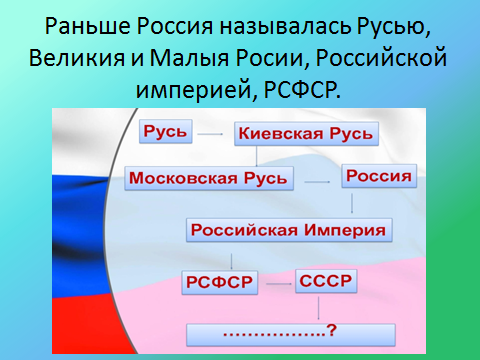 Раньше Россия называлась Русью,
Великия и Малыя Росии, Российской
империей, РСФСР.
Русь
Киевская Русь
Московская Русь
Россия
Российская Империя
РСФСР
СССР
……………..?